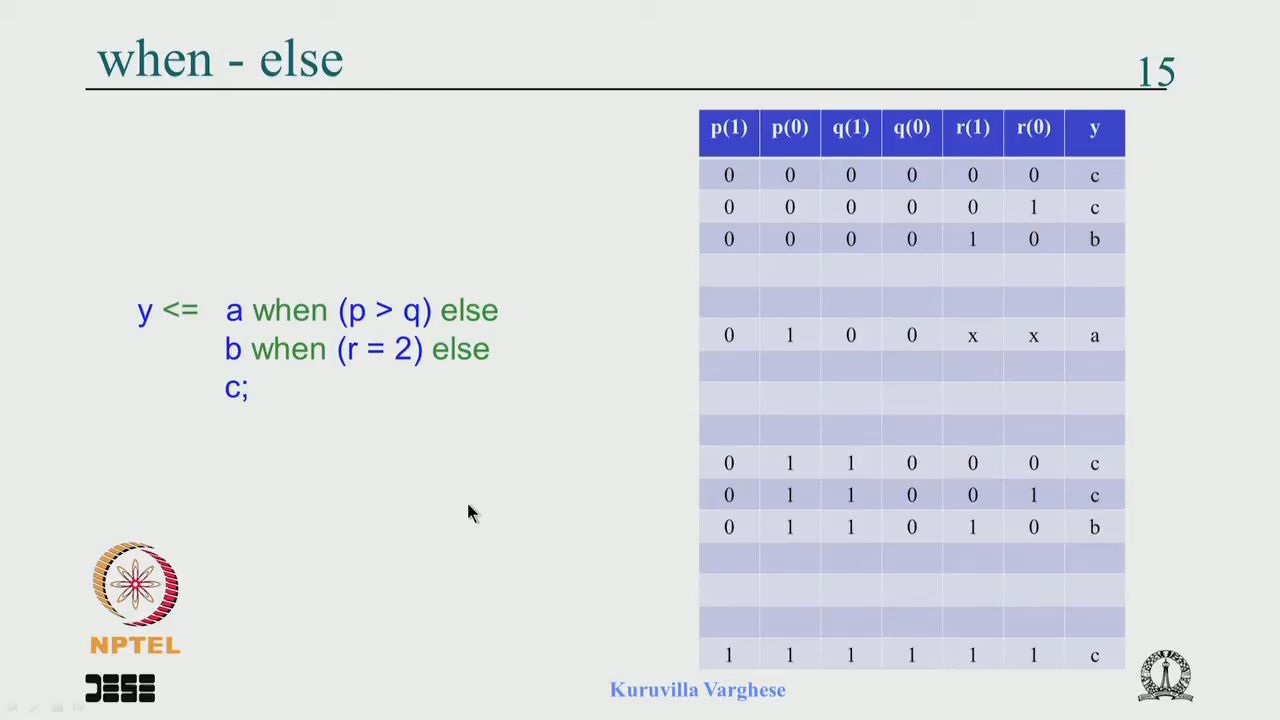 when - else
15
y <= a when (p > q) else
b when (r = 2) else
c;
p(1) p(0) q(1) q(0) r(1) r(0) y
0 0 0 0 0 0 c
0 0 0 0 0 1 c
0 0 0 0 1 0 b
0 1 0 0 x x a
0 1 1 0 0 0 c
0 1 1 0 0 1 c
0 1 1 0 1 0 b
1 1 1 1 1 1 c
NPTEL
DESE
Kuruvilla Varghese